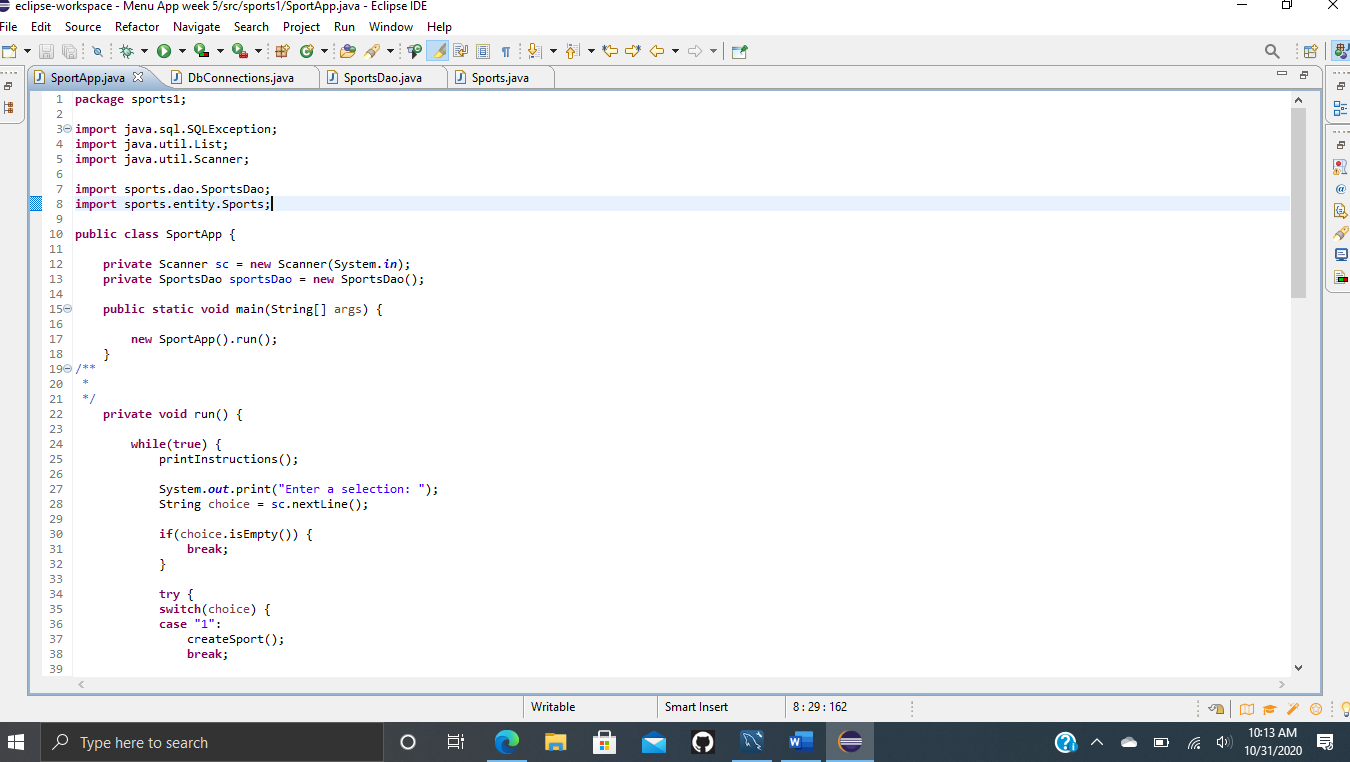 eclipse-workspace - Menu App week 5/src/sports1/SportApp.java - Eclipse IDE
File Edit Source Refactor Navigate Search Project Run Window Help
SportApp.java DbConnections.java SportsDao.java Sports.java
1 package sports1;
2
3 import java.sql.SQLException;
4 import java.util.List;
5 import java.util.Scanner;
6
7 import sports.dao.SportsDao;
8 import sports.entity.Sports;
9
10 public class SportApp {
11
12 private Scanner sc = new Scanner(System.in);
13 private SportsDao sportsDao = new SportsDao();
14
15 public static void main(String[] args) {
16
17 new SportApp().run();
18 }
19 /**
20 *
21 */
22 private void run() {
23
24 while(true) {
25 printInstructions();
26
27 System.out.print("Enter a selection: ");
28 String choice = sc.nextLine();
29
30 if(choice.isEmpty()) {
31 break;
32 }
33
34 try {
35 switch(choice) {
36 case "1":
37 createSport();
38 break;
39
Writable Smart Insert 8 : 29 : 162
Type here to search
10:13 AM
10/31/2020